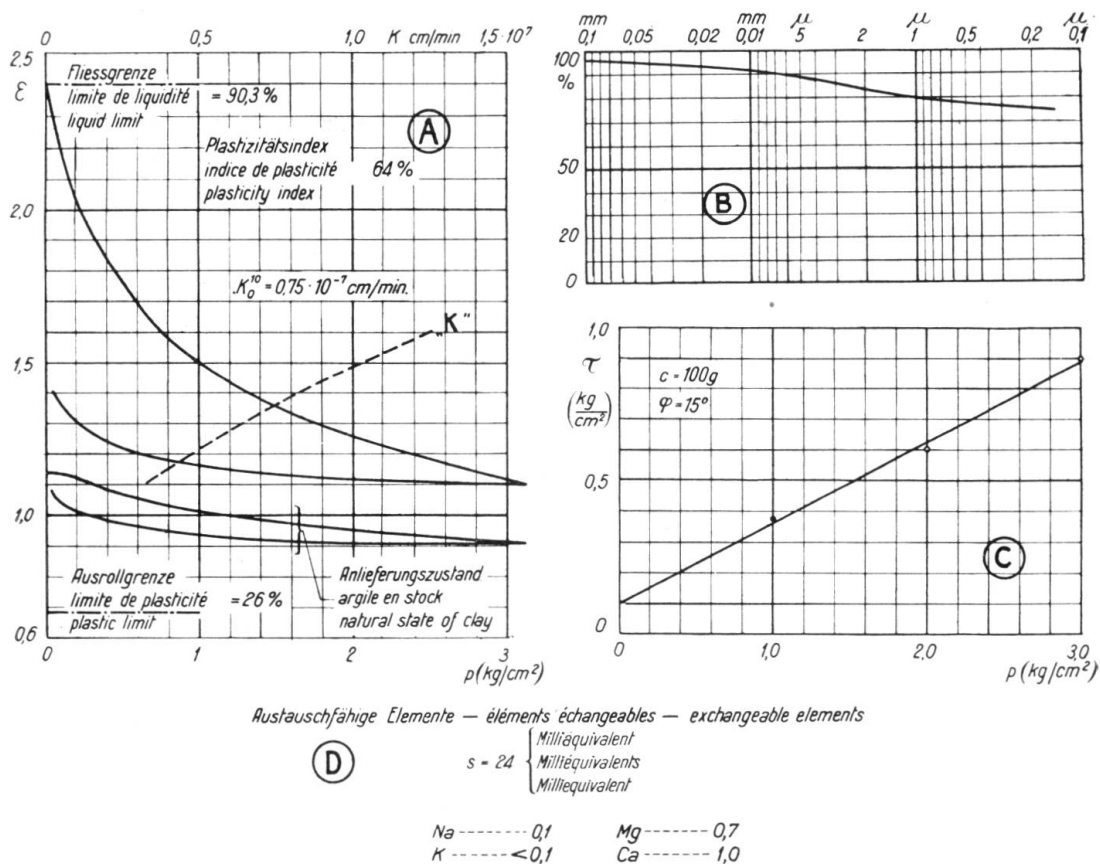 0 0,5 1,0 K cm/min 1,5·10⁷
2.5
ε
2.0
1,5
1,0
0,6
Fliessgrenze
limite de liquidité = 90,3 %
liquid limit
A
Plastizitätsindex
indice de plasticité 64 %
plasticity index
K₀¹⁰ = 0,75 · 10⁻⁷ cm/min.
„K”
Ausrollgrenze
limite de plasticité = 26 %
plastic limit
Anlieferungszustand
argile en stock
natural state of clay
0 1 2 3
p (kg/cm²)
mm mm μ μ μ
0,1 0,05 0,02 0,01 5 2 1 0,5 0,2 0,1
100
%
50
20
0
B
1,0
τ
(kg/cm²)
0,5
0
c = 100g
φ = 15°
C
0 1,0 2,0 3,0
p (kg/cm²)
Austauschfähige Elemente — éléments échangeables — exchangeable elements
D
s = 24
Milliäquivalent
Milliéquivalents
Milliequivalent
Na ------- 0,1 Mg ------- 0,7
K ------- <0,1 Ca ------- 1,0